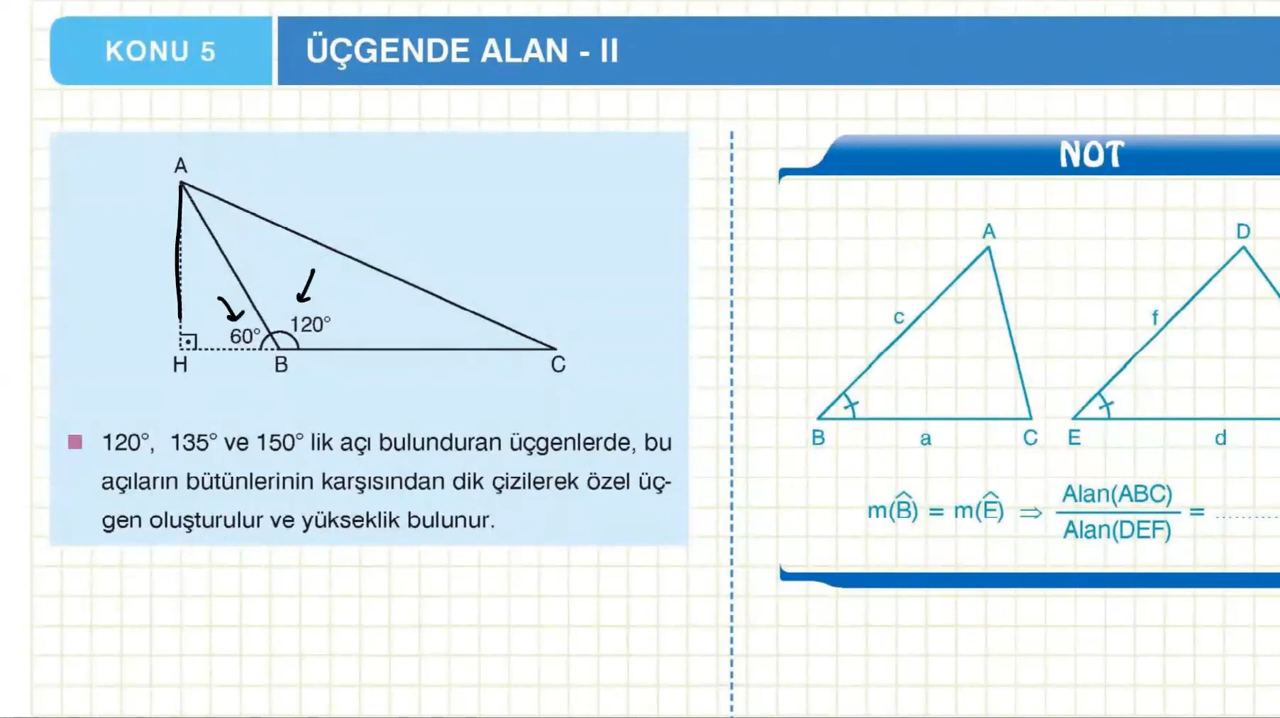 KONU 5
ÜÇGENDE ALAN - II
A
60°
120°
H
B
C
120°, 135° ve 150° lik açı bulunduran üçgenlerde, bu
açıların bütünlerinin karşısından dik çizilerek özel üç-
gen oluşturulur ve yükseklik bulunur.
NOT
A
c
B
a
C
D
f
E
d
m(B̂) = m(Ê) ⇒ Alan(ABC)
Alan(DEF)
= ..........